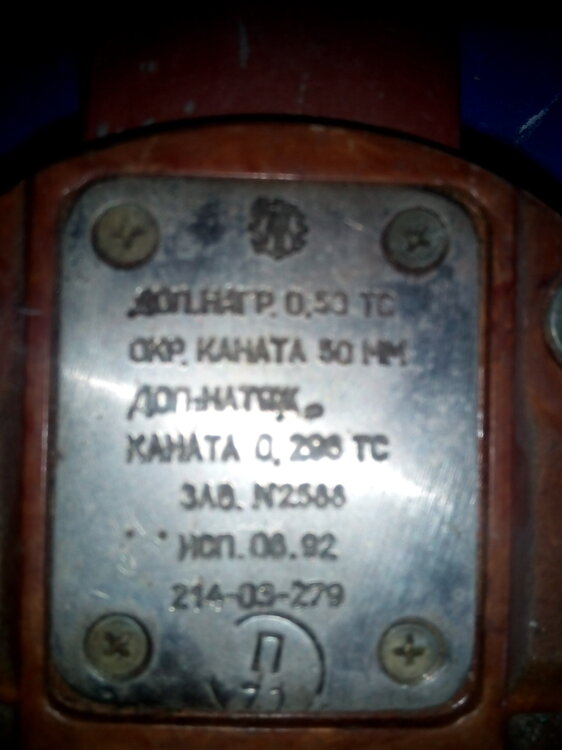 ДОП.НАГР. 0,53 ТС
ОКР. КАНАТА 50 ММ
ДОП.НАТЯЖ.
КАНАТА 0,296 ТС
ЗАВ. №2588
ИСП. 06.92
214-03-279
П